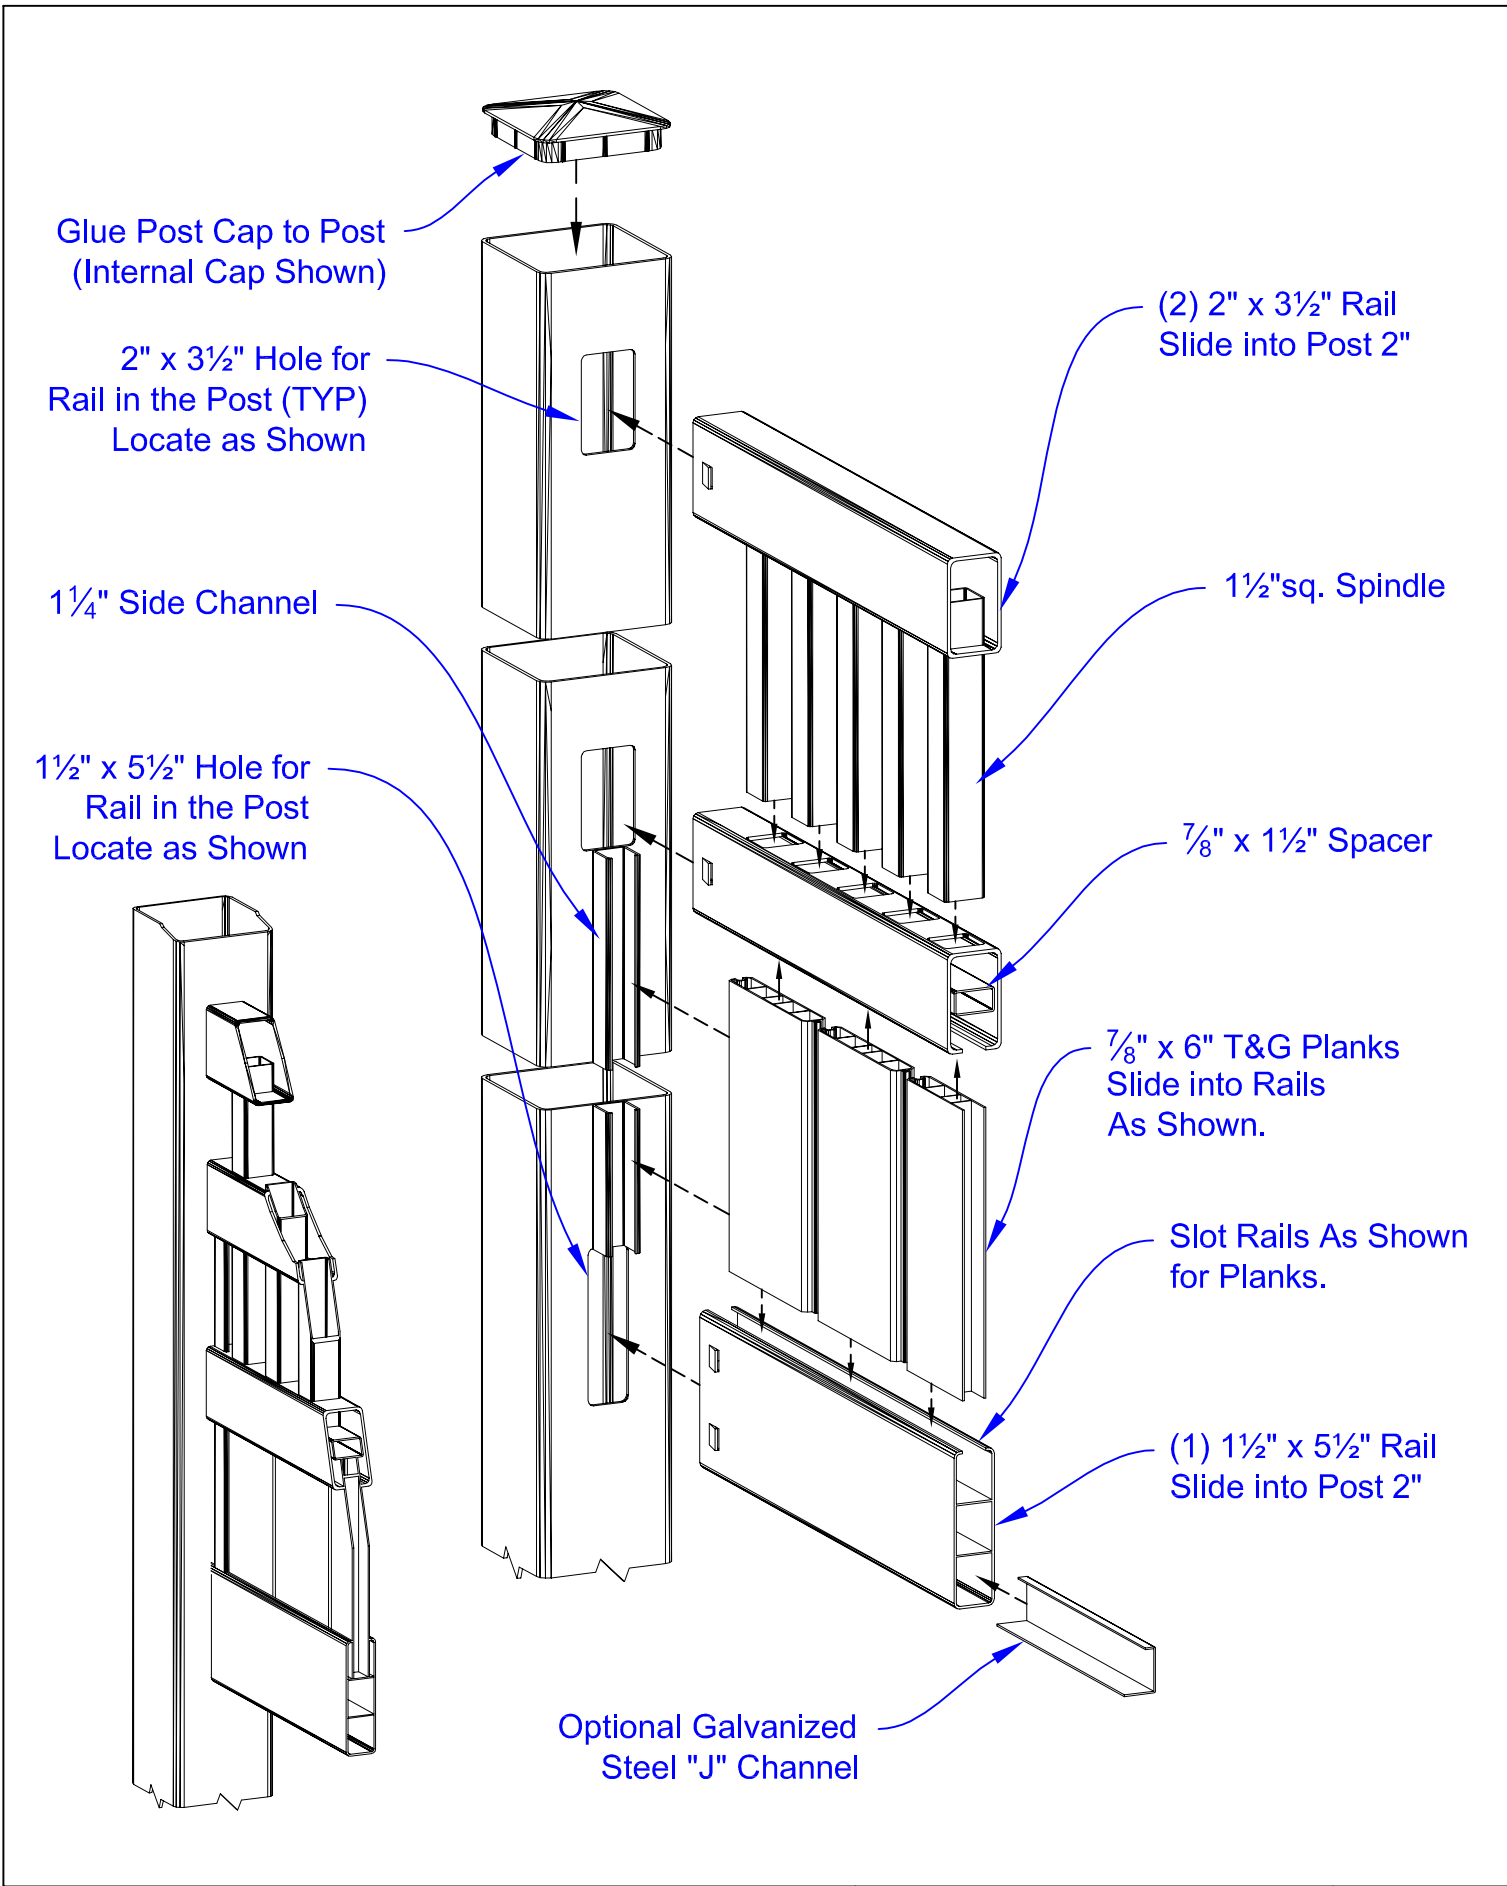 Glue Post Cap to Post
(Internal Cap Shown)
2" x 3½" Hole for
Rail in the Post (TYP)
Locate as Shown
1¼" Side Channel
1½" x 5½" Hole for
Rail in the Post
Locate as Shown
(2) 2" x 3½" Rail
Slide into Post 2"
1½"sq. Spindle
⅞" x 1½" Spacer
⅞" x 6" T&G Planks
Slide into Rails
As Shown.
Slot Rails As Shown
for Planks.
(1) 1½" x 5½" Rail
Slide into Post 2"
Optional Galvanized
Steel "J" Channel